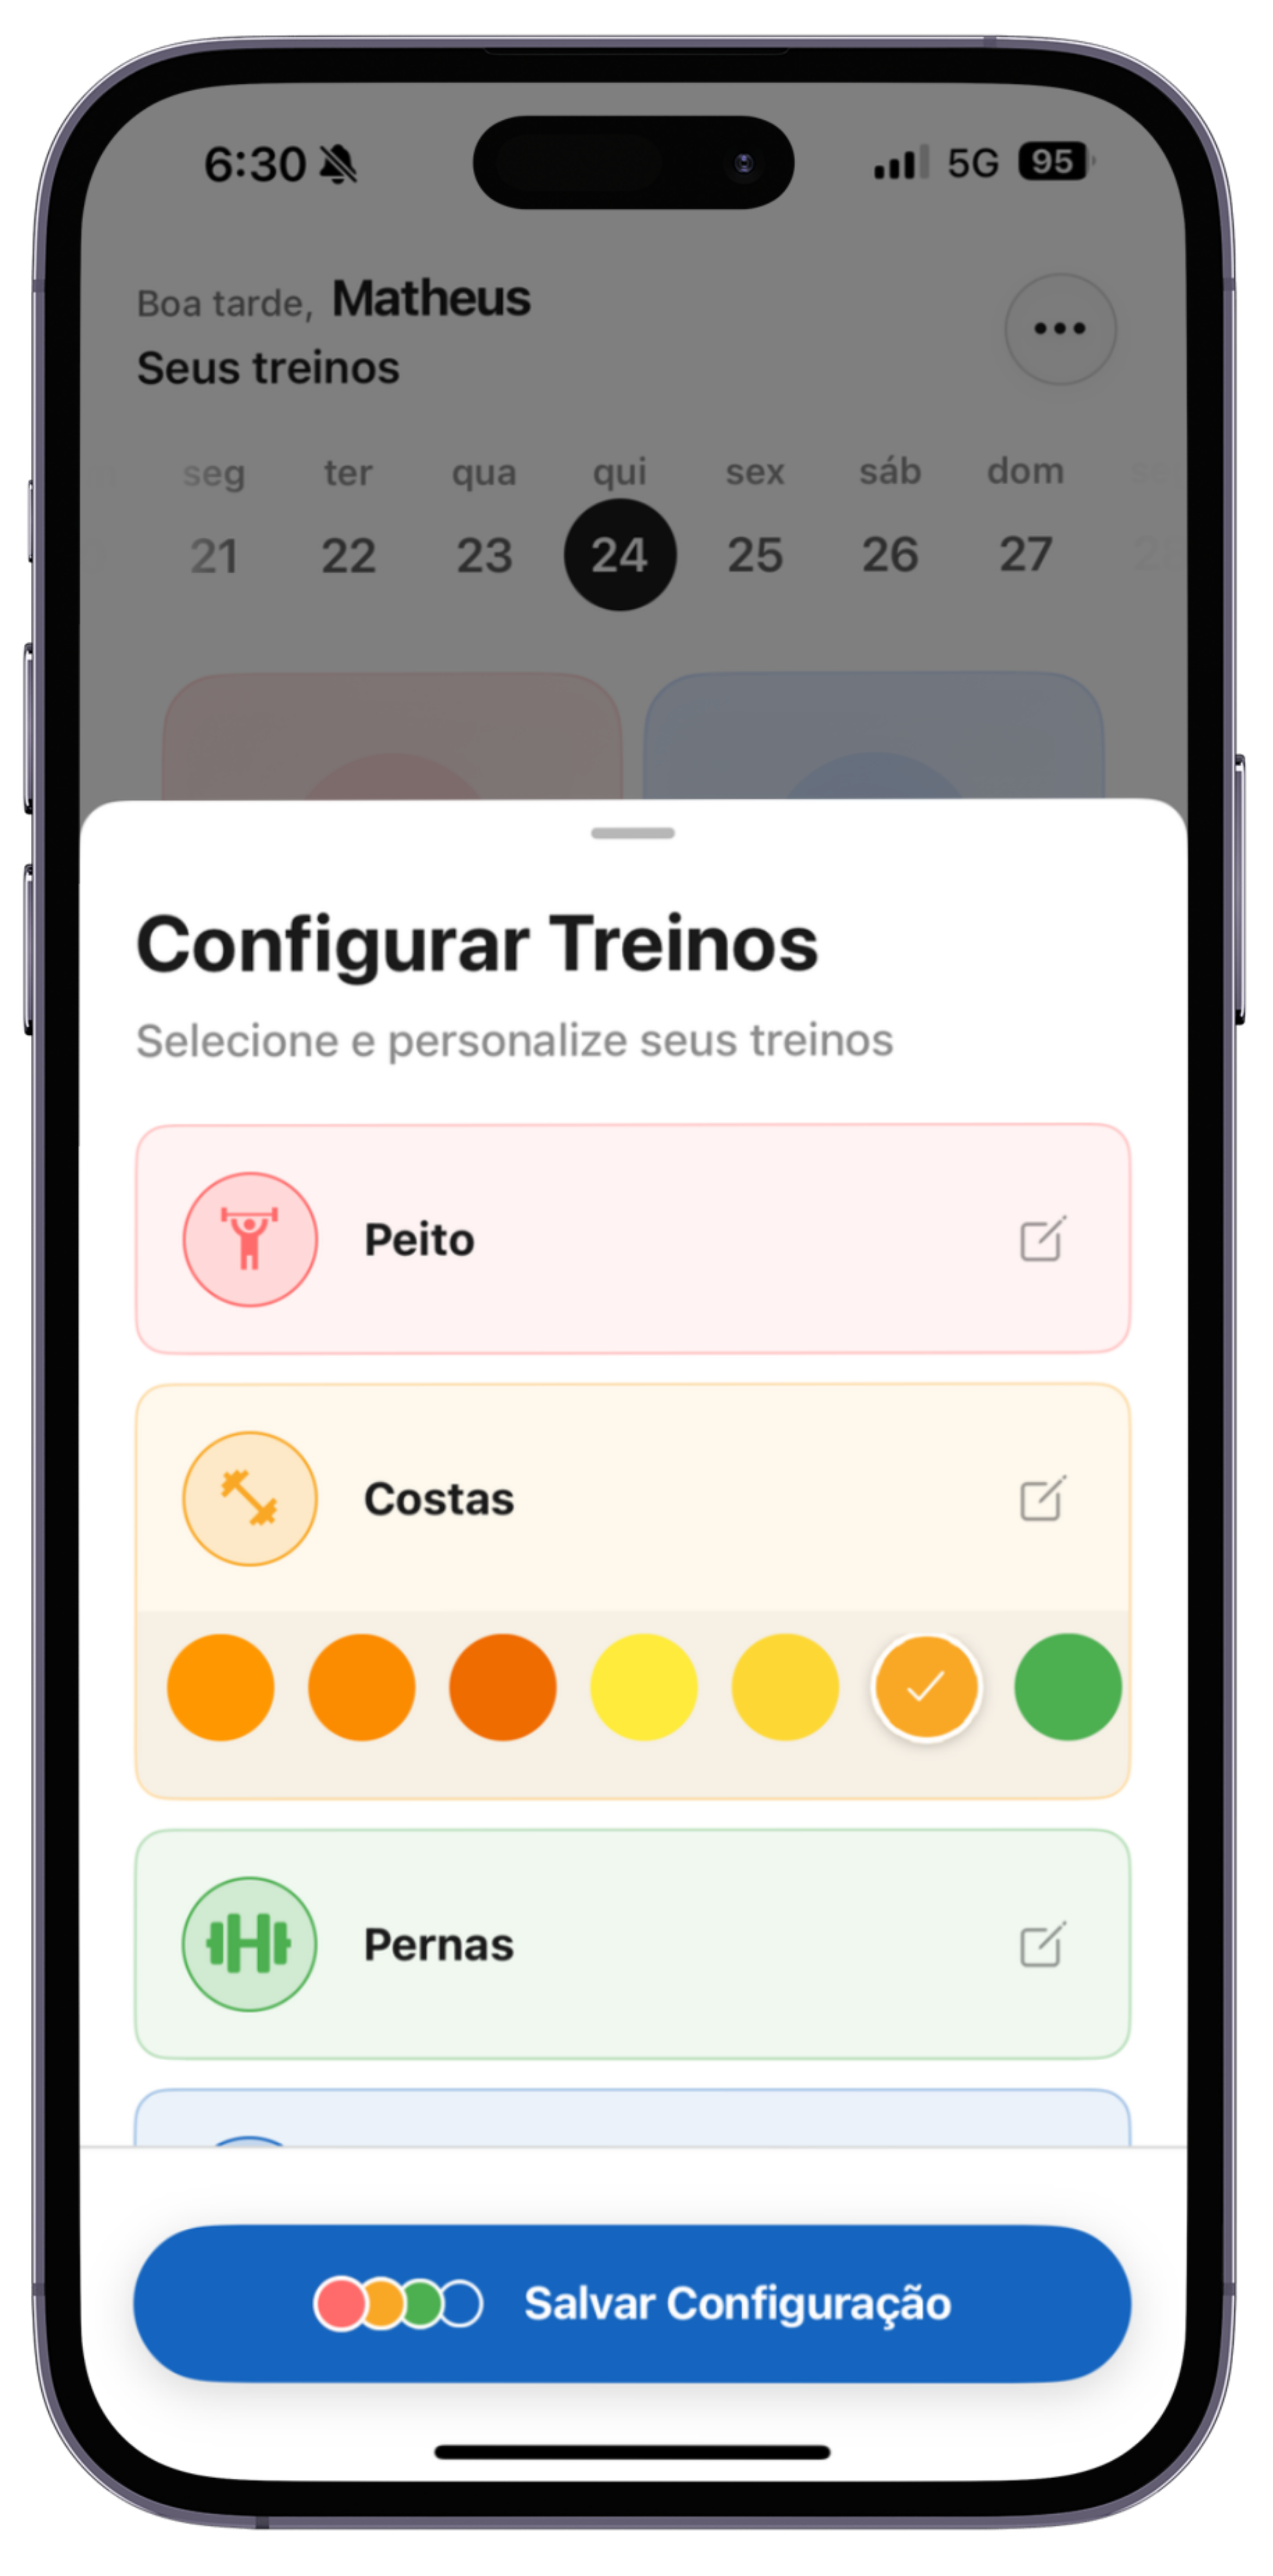 6:30 5G 95
Boa tarde, Matheus
Seus treinos
seg ter qua qui sex sáb dom
21 22 23 24 25 26 27
Configurar Treinos
Selecione e personalize seus treinos
Peito
Costas
Pernas
Salvar Configuração